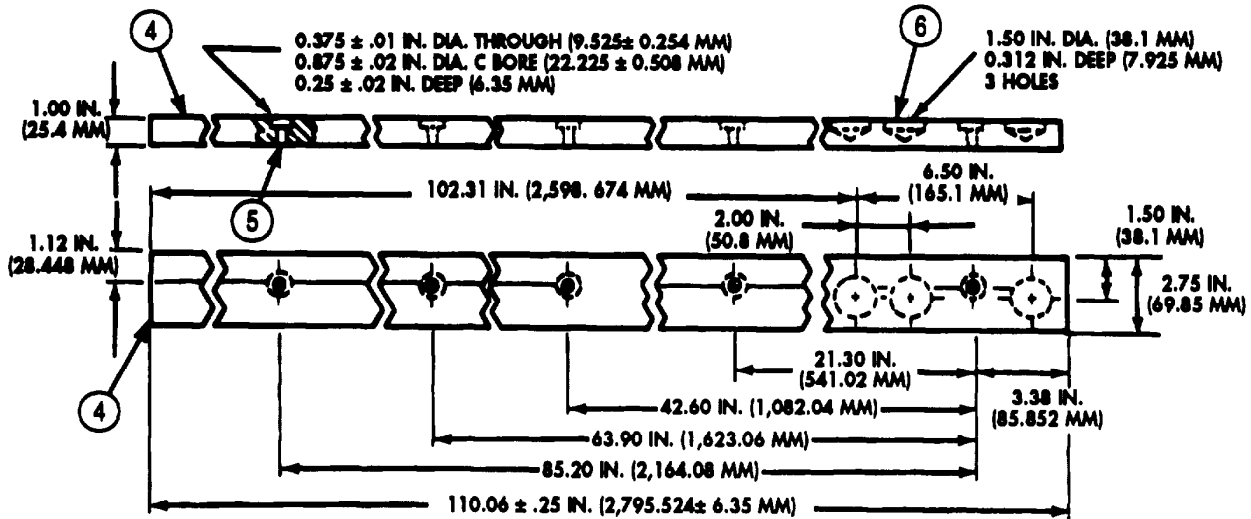 4
0.375 ± .01 IN. DIA. THROUGH (9.525± 0.254 MM)
0.875 ± .02 IN. DIA. C BORE (22.225 ± 0.508 MM)
0.25 ± .02 IN. DEEP (6.35 MM)
6
1.50 IN. DIA. (38.1 MM)
0.312 IN. DEEP (7.925 MM)
3 HOLES
1.00 IN.
(25.4 MM)
102.31 IN. (2,598. 674 MM)
6.50 IN.
(165.1 MM)
5
2.00 IN.
(50.8 MM)
1.50 IN.
(38.1 MM)
1.12 IN.
(28.448 MM)
2.75 IN.
(69.85 MM)
4
21.30 IN.
(541.02 MM)
3.38 IN.
(85.852 MM)
42.60 IN. (1,082.04 MM)
63.90 IN. (1,623.06 MM)
85.20 IN. (2,164.08 MM)
110.06 ± .25 IN. (2,795.524± 6.35 MM)